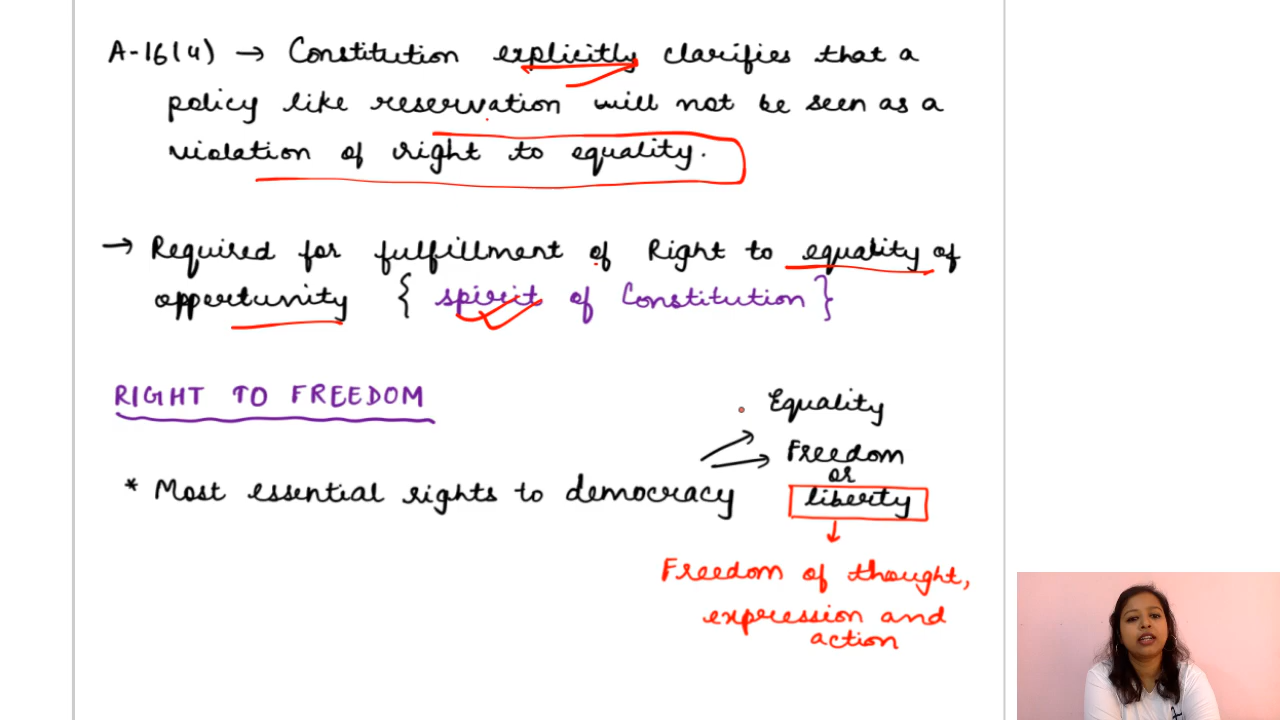 A-16(4) → Constitution explicitly clarifies that a
policy like reservation will not be seen as a
violation of right to equality.
→ Required for fulfillment of Right to equality of
opportunity { spirit of Constitution }
RIGHT TO FREEDOM
Equality
Freedom
or
* Most essential rights to democracy
liberty
Freedom of thought,
expression and
action